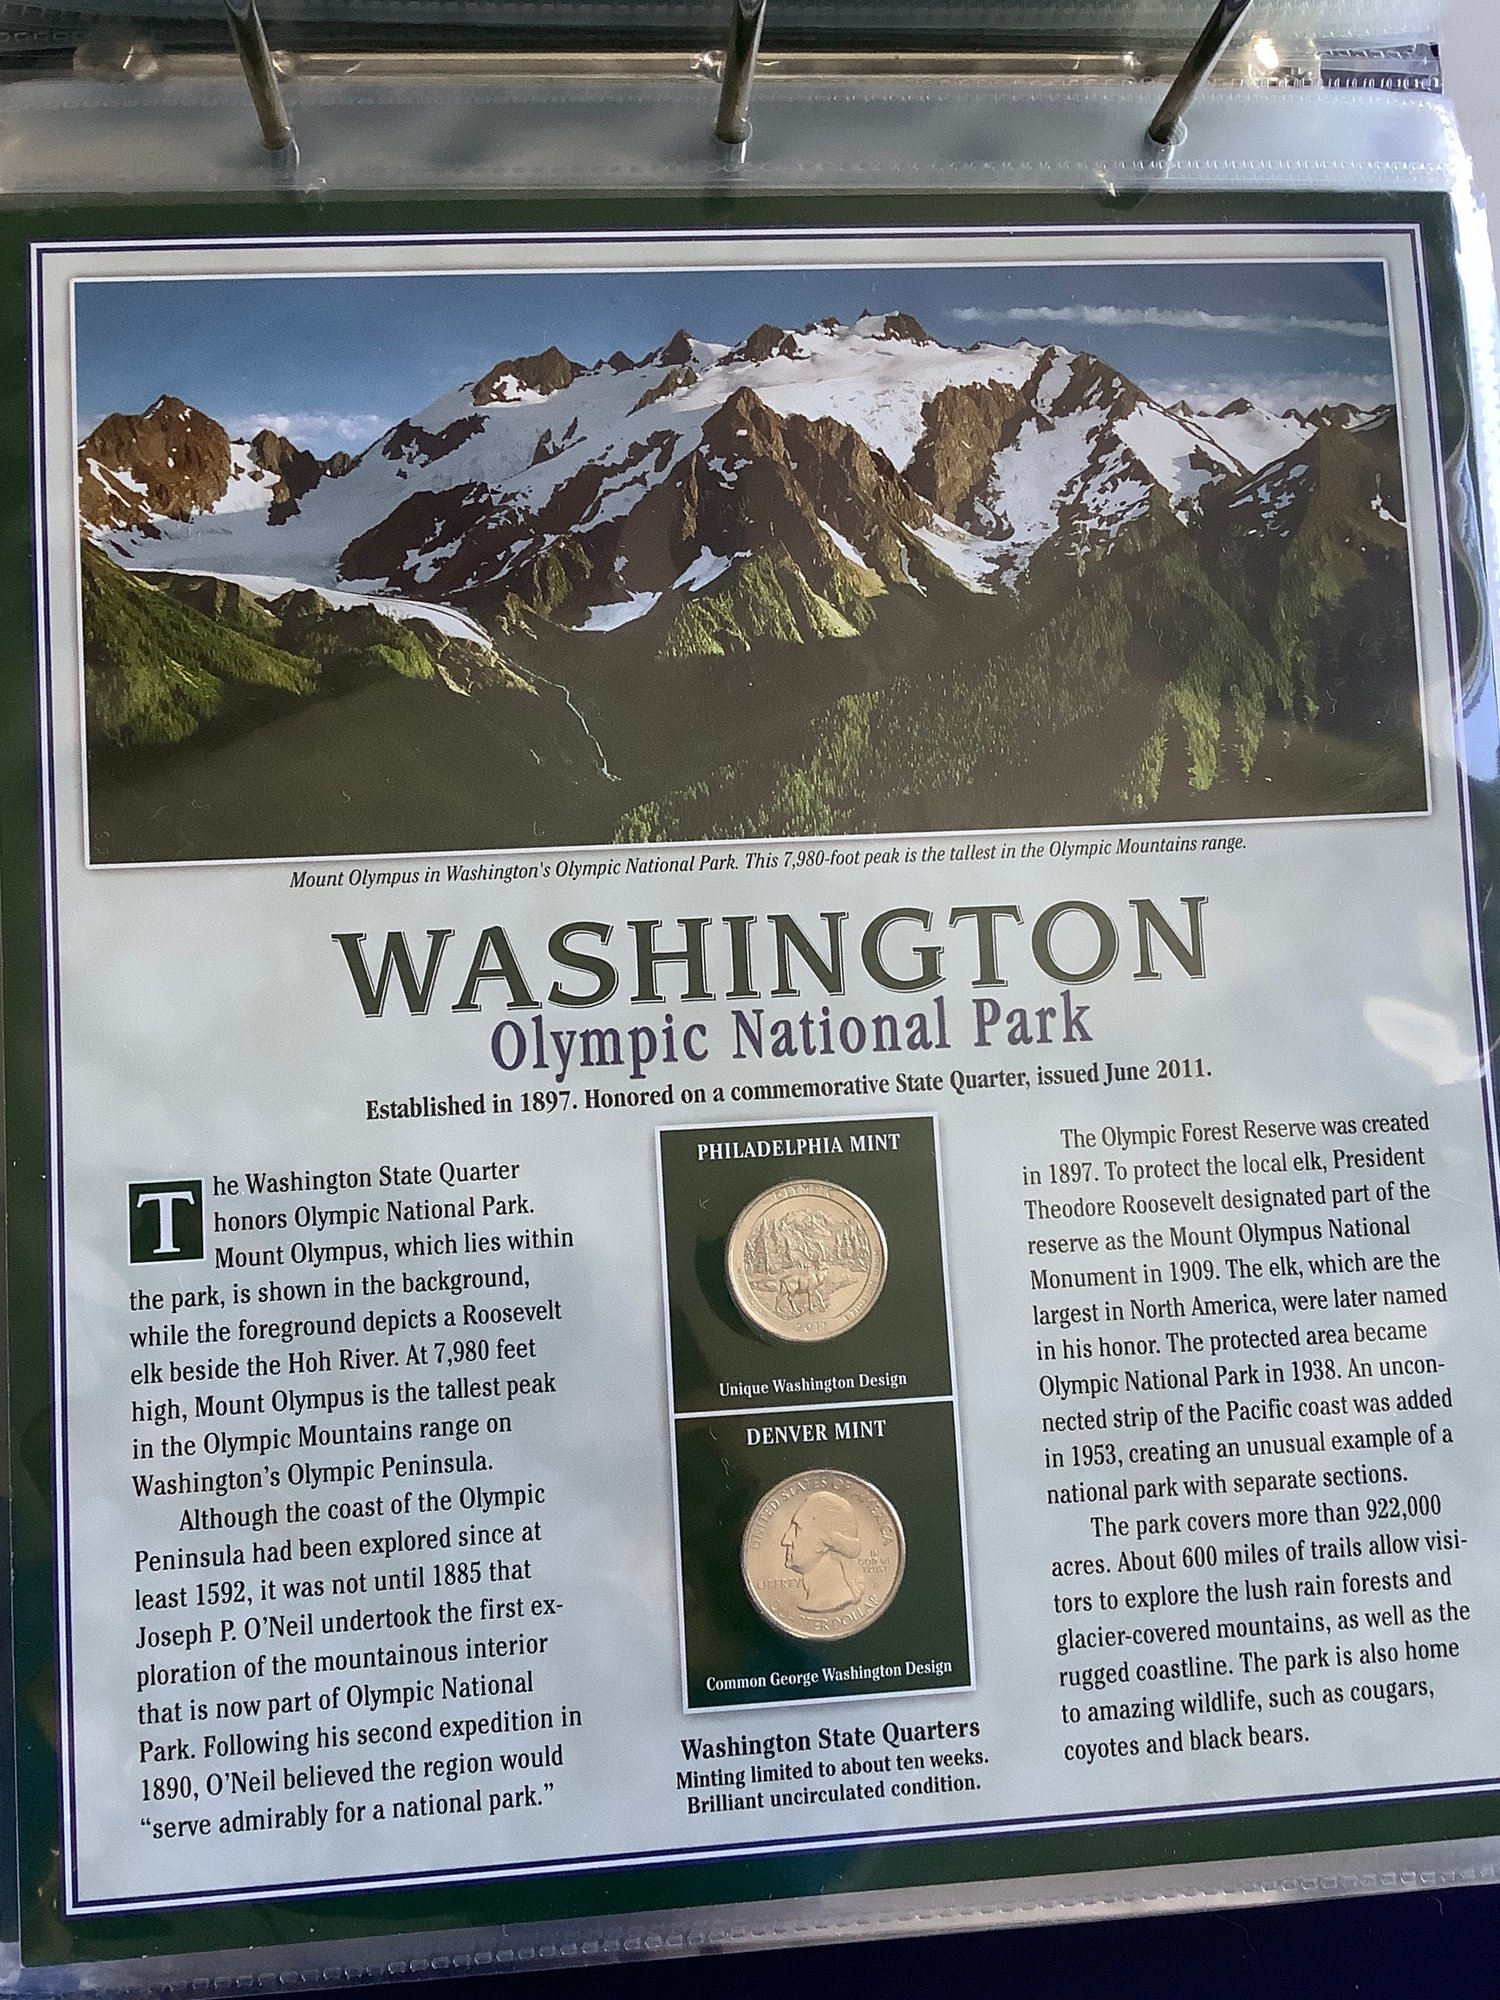 Mount Olympus in Washington's Olympic National Park. This 7,980-foot peak is the tallest in the Olympic Mountains range.
WASHINGTON
Olympic National Park
Established in 1897. Honored on a commemorative State Quarter, issued June 2011.
The Washington State Quarter
honors Olympic National Park.
Mount Olympus, which lies within
the park, is shown in the background,
while the foreground depicts a Roosevelt
elk beside the Hoh River. At 7,980 feet
high, Mount Olympus is the tallest peak
in the Olympic Mountains range on
Washington's Olympic Peninsula.
Although the coast of the Olympic
Peninsula had been explored since at
least 1592, it was not until 1885 that
Joseph P. O'Neil undertook the first ex-
ploration of the mountainous interior
that is now part of Olympic National
Park. Following his second expedition in
1890, O'Neil believed the region would
“serve admirably for a national park.”
PHILADELPHIA MINT
OLYMPIC
2011
Unique Washington Design
DENVER MINT
UNITED STATES OF AMERICA
IN
GOD WE
TRUST
LIBERTY
D
QUARTER DOLLAR
Common George Washington Design
Washington State Quarters
Minting limited to about ten weeks.
Brilliant uncirculated condition.
The Olympic Forest Reserve was created
in 1897. To protect the local elk, President
Theodore Roosevelt designated part of the
reserve as the Mount Olympus National
Monument in 1909. The elk, which are the
largest in North America, were later named
in his honor. The protected area became
Olympic National Park in 1938. An uncon-
nected strip of the Pacific coast was added
in 1953, creating an unusual example of a
national park with separate sections.
The park covers more than 922,000
acres. About 600 miles of trails allow visi-
tors to explore the lush rain forests and
glacier-covered mountains, as well as the
rugged coastline. The park is also home
to amazing wildlife, such as cougars,
coyotes and black bears.